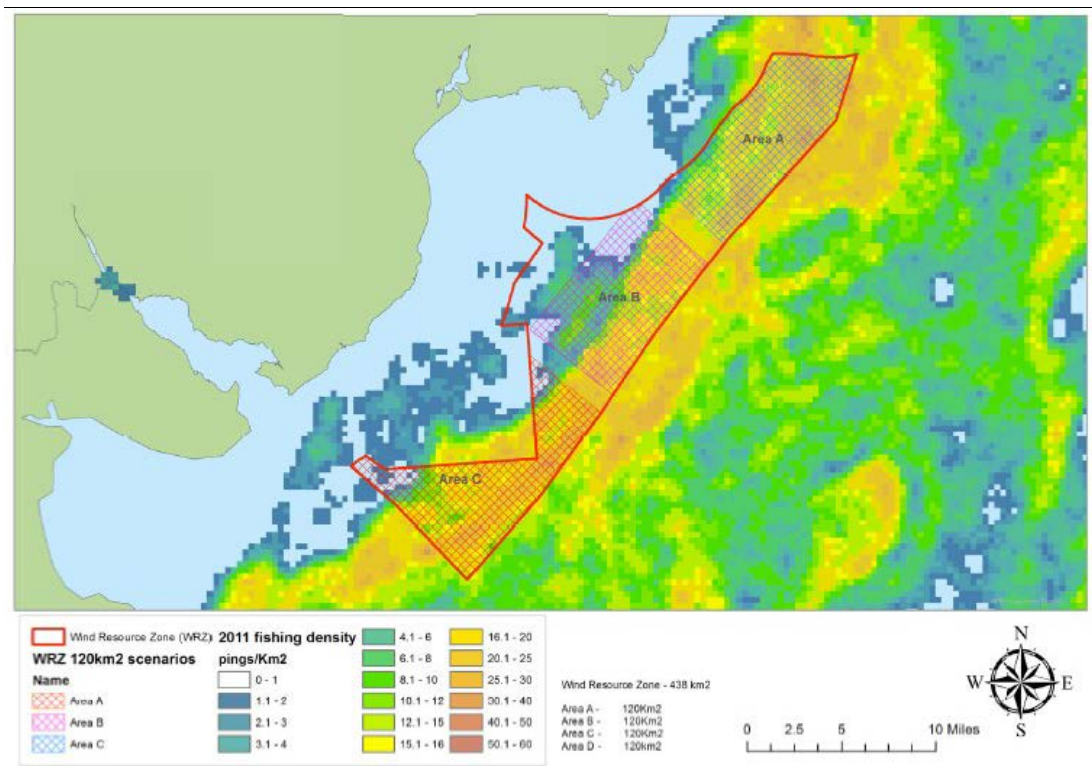 Area A
Area B
Area C
Wind Resource Zone (WRZ)
WRZ 120km2 scenarios
Name
Area A
Area B
Area C
2011 fishing density
pings/Km2
0 - 1
1.1 - 2
2.1 - 3
3.1 - 4
4.1 - 6
6.1 - 8
8.1 - 10
10.1 - 12
12.1 - 15
15.1 - 16
16.1 - 20
20.1 - 25
25.1 - 30
30.1 - 40
40.1 - 50
50.1 - 60
Wind Resource Zone - 438 km2
Area A - 120Km2
Area B - 120Km2
Area C - 120Km2
Area D - 120km2
N
W E
S
0 2.5 5 10 Miles